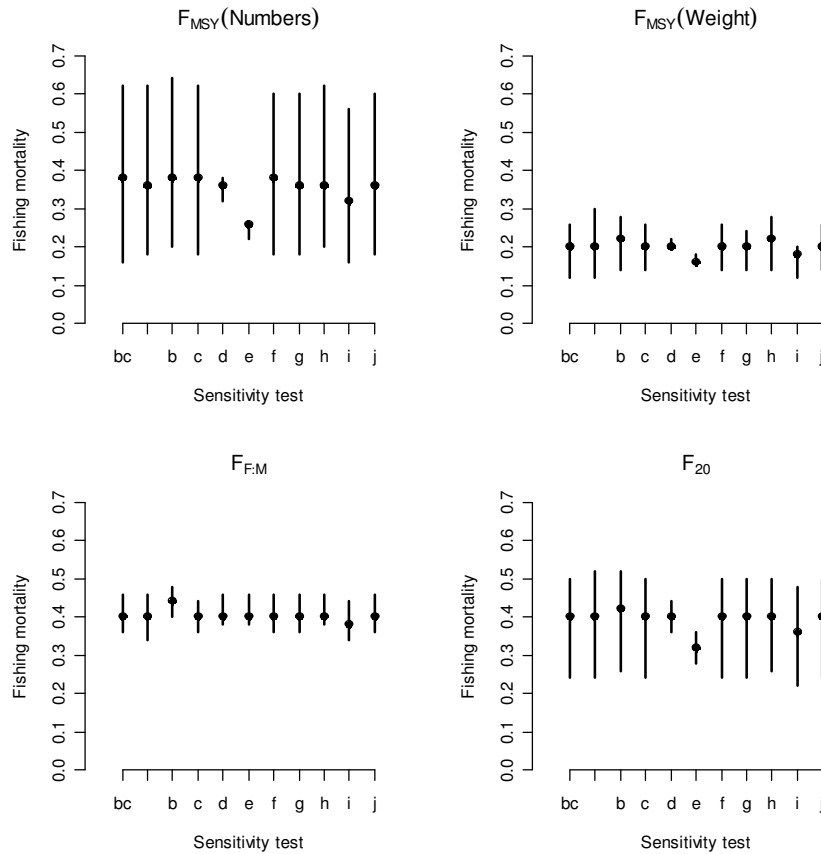 F_MSY(Numbers)
Fishing mortality
0.0 0.1 0.2 0.3 0.4 0.5 0.6 0.7
bc b c d e f g h i j
Sensitivity test
F_MSY(Weight)
Fishing mortality
0.0 0.1 0.2 0.3 0.4 0.5 0.6 0.7
bc b c d e f g h i j
Sensitivity test
F_F:M
Fishing mortality
0.0 0.1 0.2 0.3 0.4 0.5 0.6 0.7
bc b c d e f g h i j
Sensitivity test
F_20
Fishing mortality
0.0 0.1 0.2 0.3 0.4 0.5 0.6 0.7
bc b c d e f g h i j
Sensitivity test